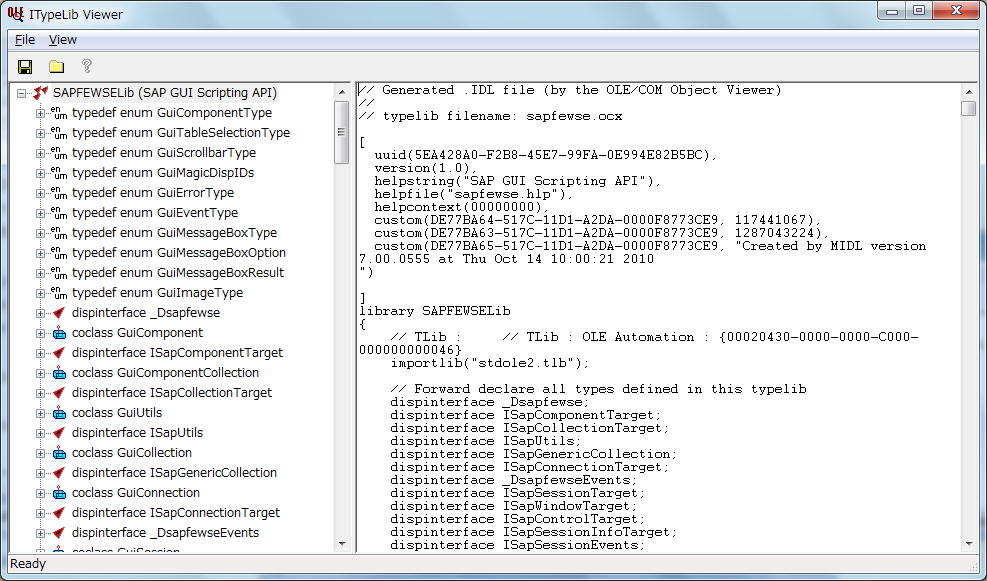 ITypeLib Viewer
File View
SAPFEWSELib (SAP GUI Scripting API)
typedef enum GuiComponentType
typedef enum GuiTableSelectionType
typedef enum GuiScrollbarType
typedef enum GuiMagicDispIDs
typedef enum GuiErrorType
typedef enum GuiEventType
typedef enum GuiMessageBoxType
typedef enum GuiMessageBoxOption
typedef enum GuiMessageBoxResult
typedef enum GuiImageType
dispinterface _Dsapfewse
coclass GuiComponent
dispinterface ISapComponentTarget
coclass GuiComponentCollection
dispinterface ISapCollectionTarget
coclass GuiUtils
dispinterface ISapUtils
coclass GuiCollection
dispinterface ISapGenericCollection
coclass GuiConnection
dispinterface ISapConnectionTarget
dispinterface _DsapfewseEvents
coclass GuiSession
// Generated .IDL file (by the OLE/COM Object Viewer)
//
// typelib filename: sapfewse.ocx
[
uuid(5EA428A0-F2B8-45E7-99FA-0E994E82B5BC),
version(1.0),
helpstring("SAP GUI Scripting API"),
helpfile("sapfewse.hlp"),
helpcontext(00000000),
custom(DE77BA64-517C-11D1-A2DA-0000F8773CE9, 117441067),
custom(DE77BA63-517C-11D1-A2DA-0000F8773CE9, 1287043224),
custom(DE77BA65-517C-11D1-A2DA-0000F8773CE9, "Created by MIDL version
7.00.0555 at Thu Oct 14 10:00:21 2010
")
]
library SAPFEWSELib
{
// TLib : // TLib : OLE Automation : {00020430-0000-0000-C000-
000000000046}
importlib("stdole2.tlb");
// Forward declare all types defined in this typelib
dispinterface _Dsapfewse;
dispinterface ISapComponentTarget;
dispinterface ISapCollectionTarget;
dispinterface ISapUtils;
dispinterface ISapGenericCollection;
dispinterface ISapConnectionTarget;
dispinterface _DsapfewseEvents;
dispinterface ISapSessionTarget;
dispinterface ISapWindowTarget;
dispinterface ISapControlTarget;
dispinterface ISapSessionInfoTarget;
dispinterface ISapSessionEvents;
Ready